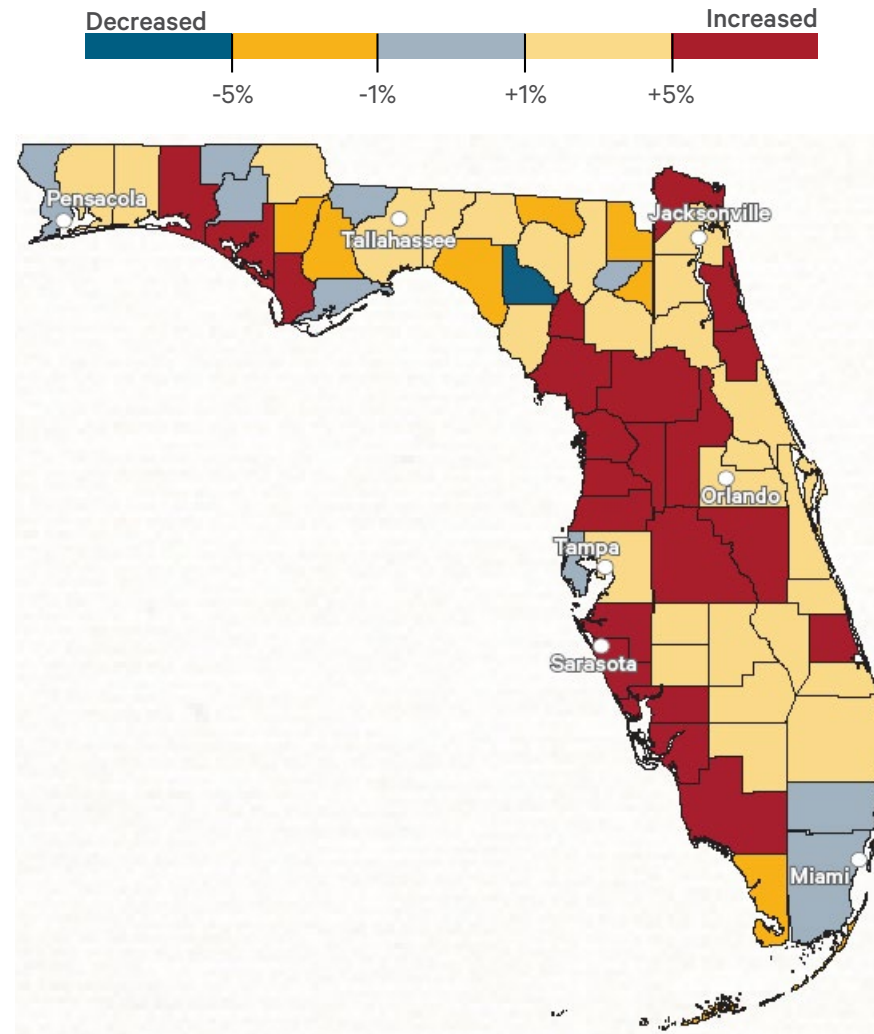 Decreased Increased
-5% -1% +1% +5%
Pensacola
Jacksonville
Tallahassee
Orlando
Tampa
Sarasota
Miami